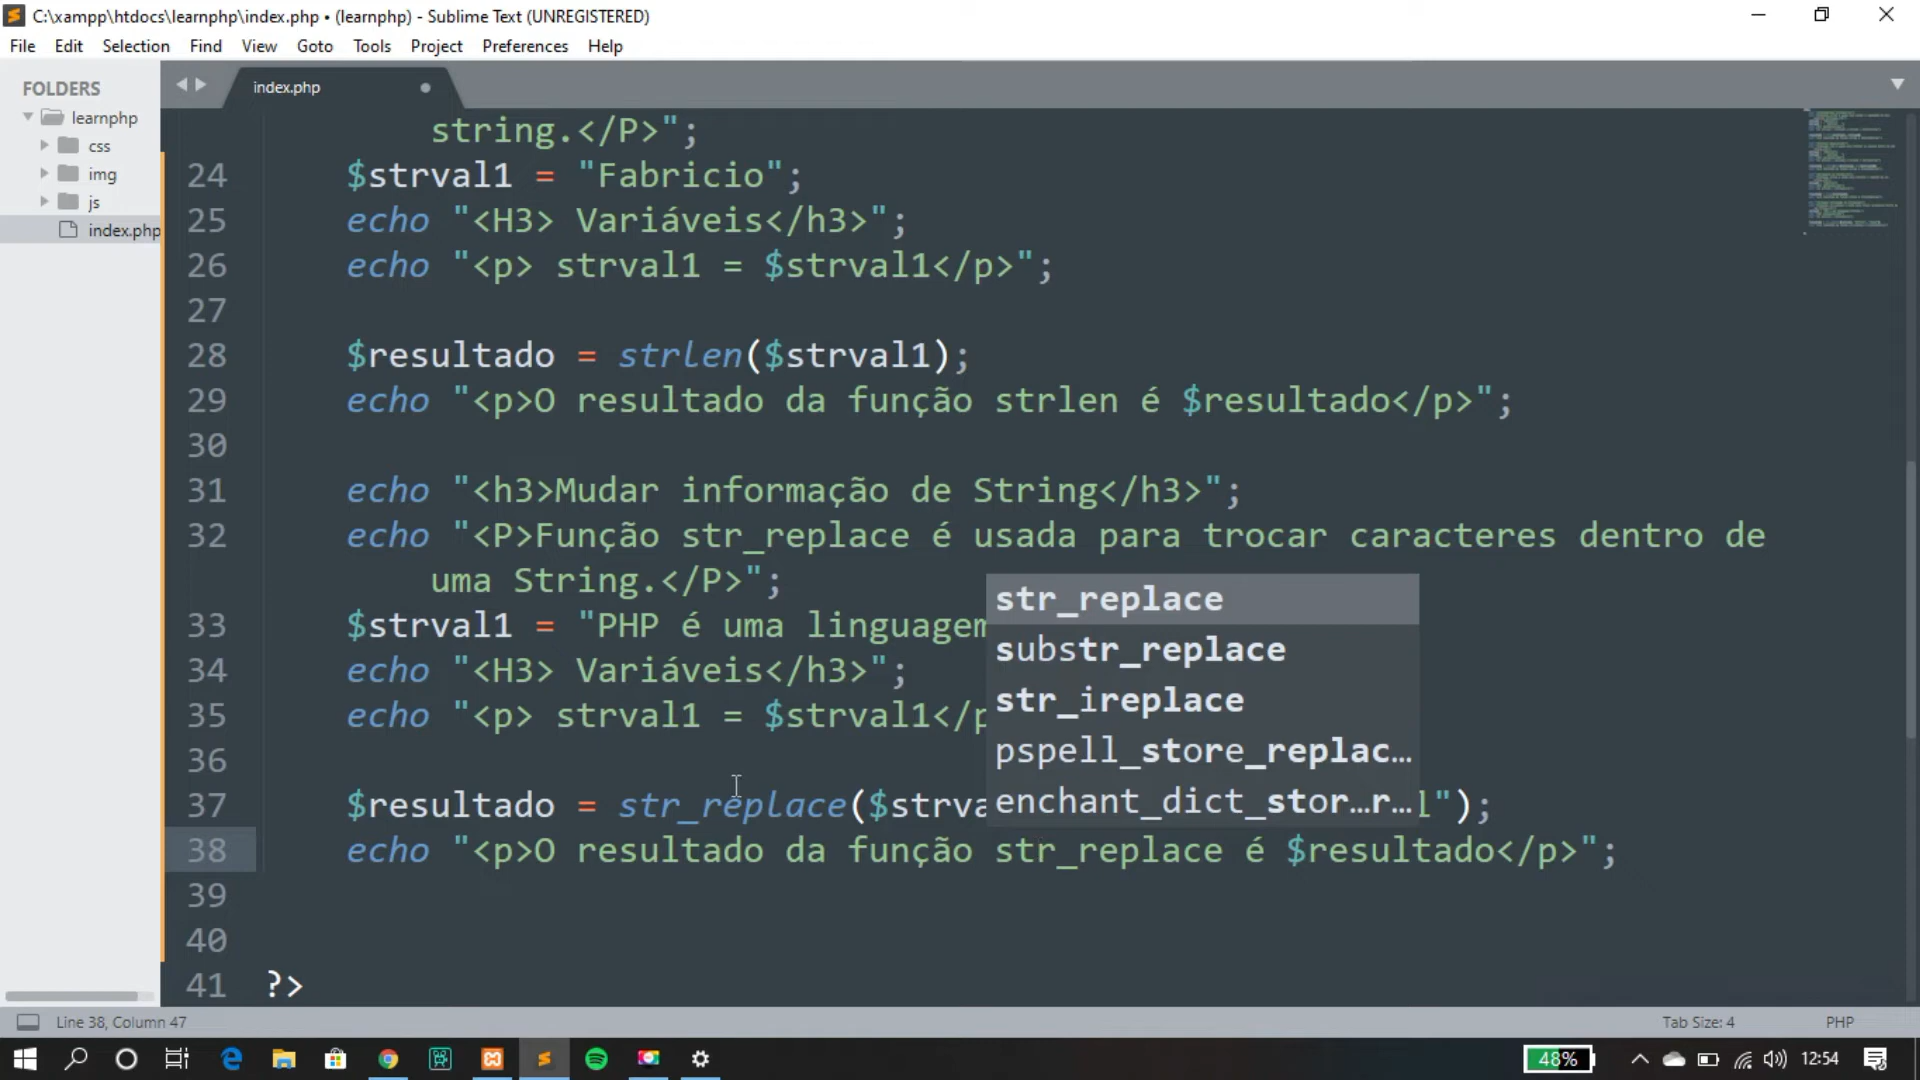 C:\xampp\htdocs\learnphp\index.php • (learnphp) - Sublime Text (UNREGISTERED)
File Edit Selection Find View Goto Tools Project Preferences Help
FOLDERS
learnphp
css
img
js
index.php
index.php
string.</P>";
24 $strval1 = "Fabricio";
25 echo "<H3> Variáveis</h3>";
26 echo "<p> strval1 = $strval1</p>";
27
28 $resultado = strlen($strval1);
29 echo "<p>O resultado da função strlen é $resultado</p>";
30
31 echo "<h3>Mudar informação de String</h3>";
32 echo "<P>Função str_replace é usada para trocar caracteres dentro de
uma String.</P>";
33 $strval1 = "PHP é uma linguagem
34 echo "<H3> Variáveis</h3>";
35 echo "<p> strval1 = $strval1</p
36
37 $resultado = str_replace($strva l");
38 echo "<p>O resultado da função str_replace é $resultado</p>";
39
40
41 ?>
str_replace
substr_replace
str_ireplace
pspell_store_replac…
enchant_dict_stor…r…
Line 38, Column 47
Tab Size: 4
PHP
48%
12:54